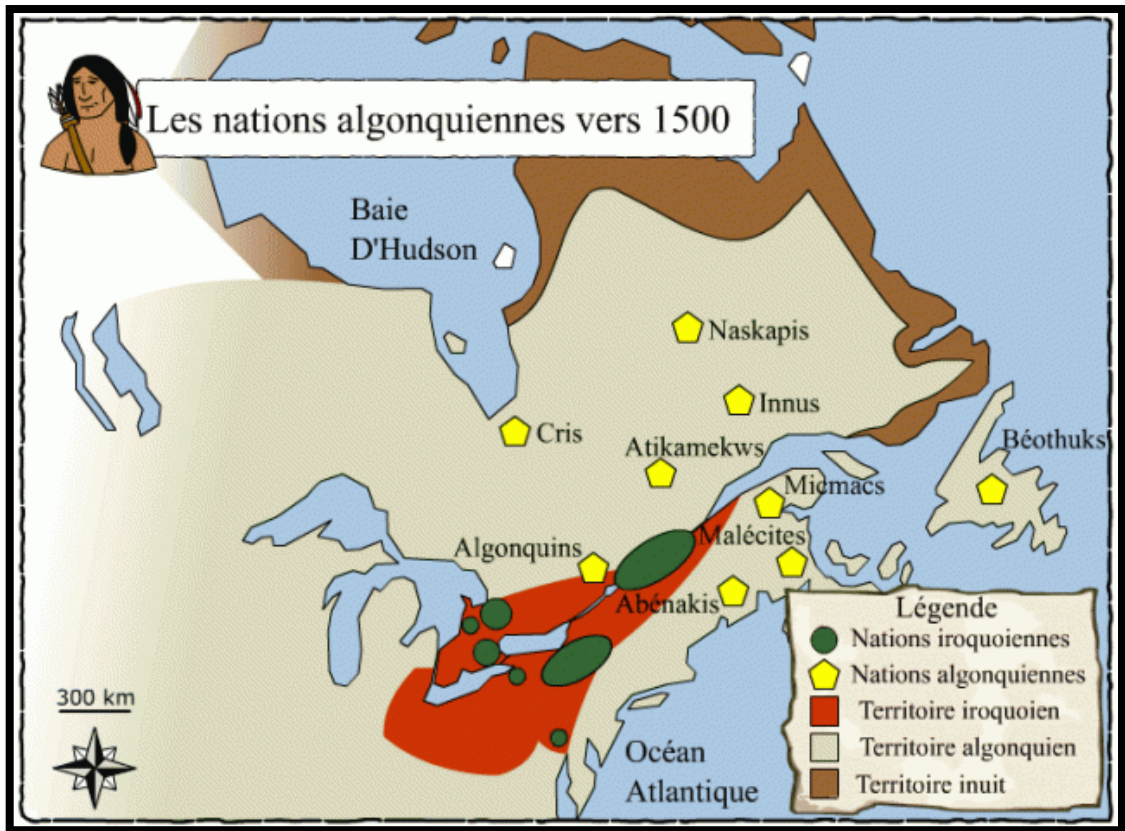 Les nations algonquiennes vers 1500
Baie
D'Hudson
Naskapis
Innus
Cris
Atikamekws
Béothuks
Micmacs
Malécites
Algonquins
Abénakis
Légende
Nations iroquoiennes
Nations algonquiennes
Territoire iroquoien
Territoire algonquien
Territoire inuit
300 km
Océan
Atlantique